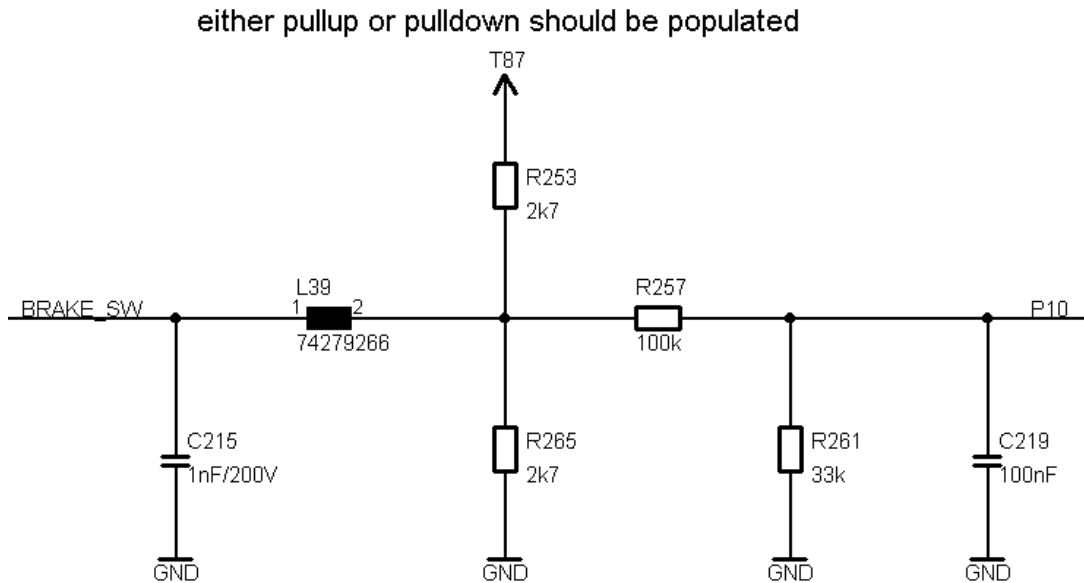 either pullup or pulldown should be populated
T87
R253
2k7
L39
R257
1 2
BRAKE_SW
P10
74279266
100k
C215
R265
R261
C219
1nF/200V
2k7
33k
100nF
GND GND GND GND